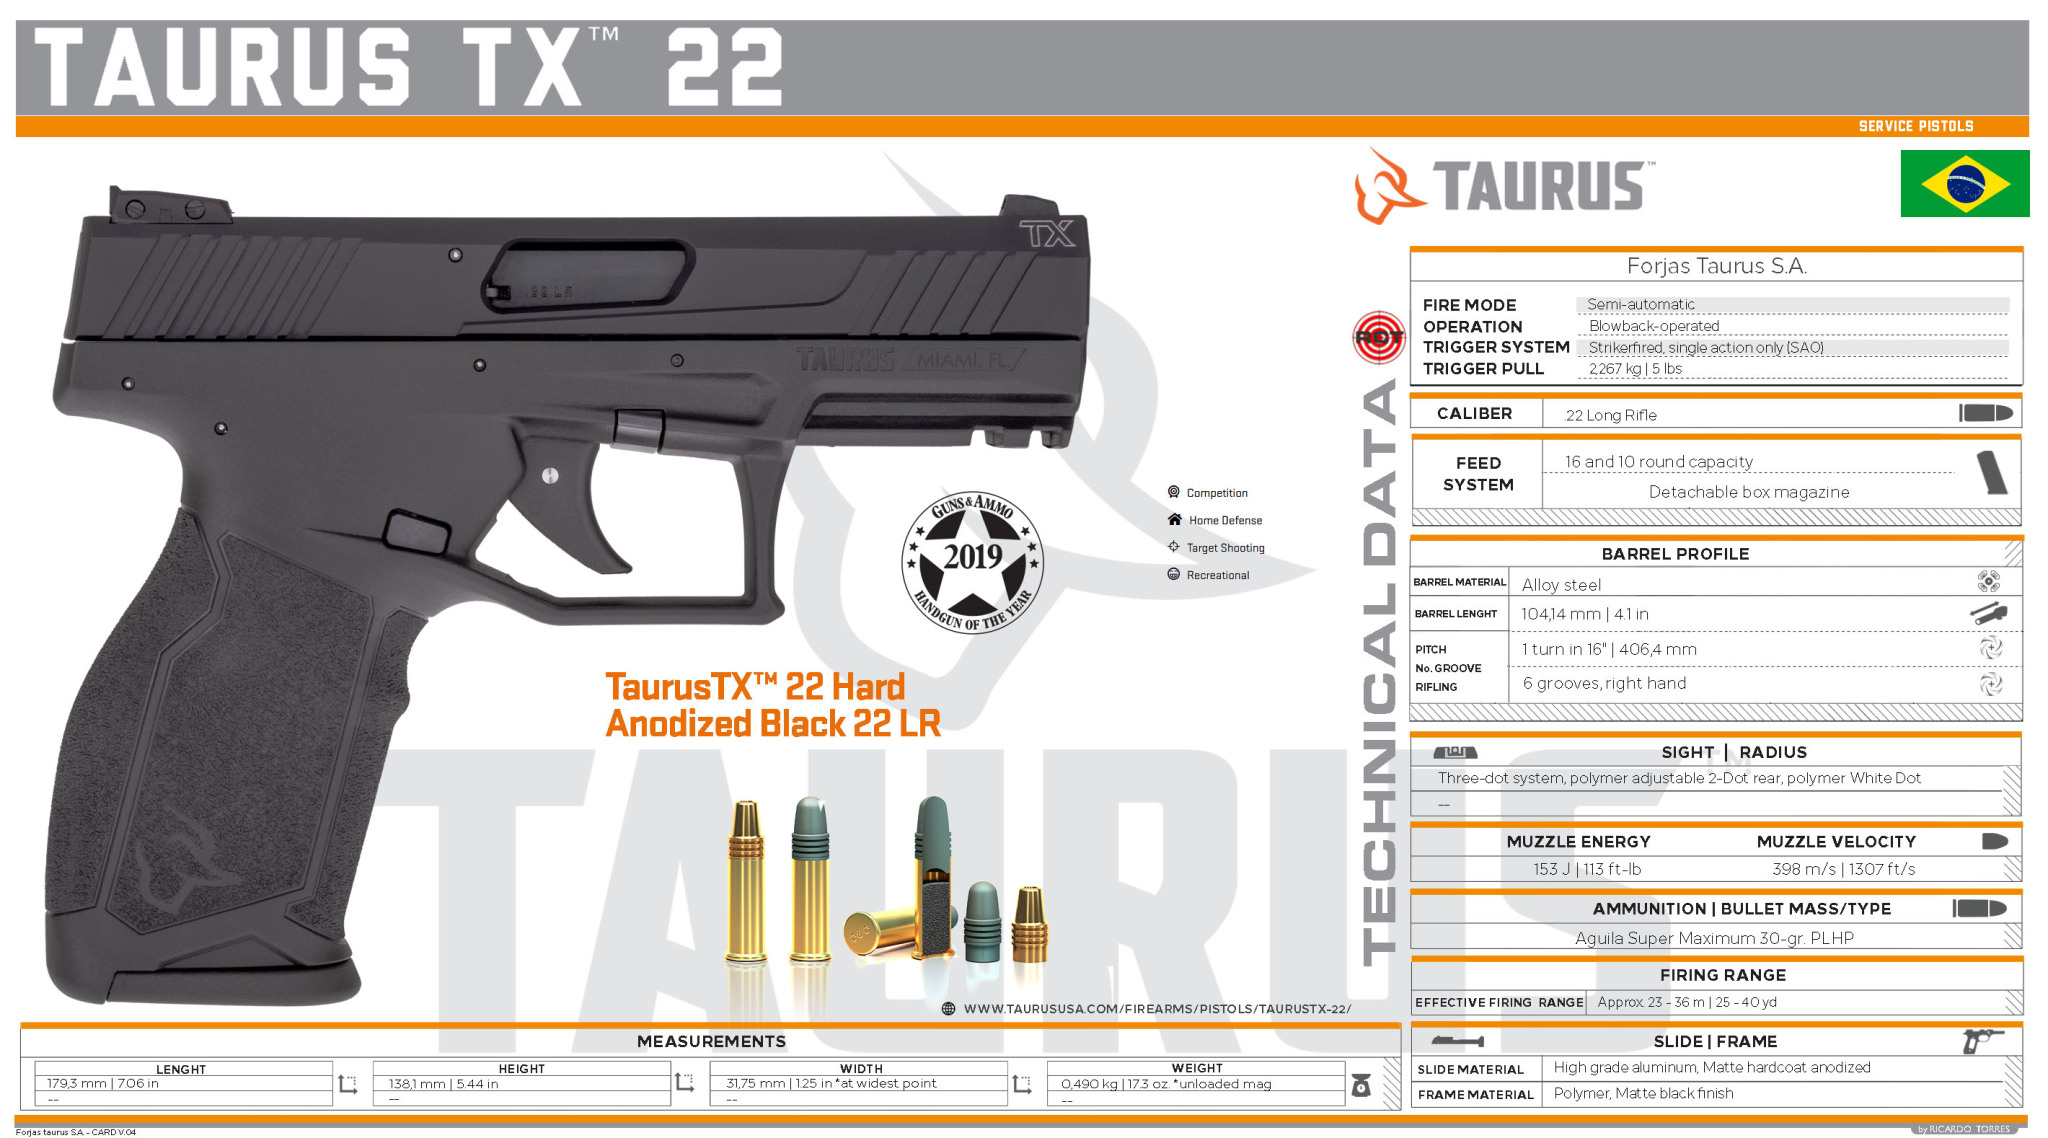 TAURUS TX™ 22
SERVICE PISTOLS
TAURUS™
TX
22 LR
TAURUS MIAMI, FL
GUNS & AMMO
2019
HANDGUN OF THE YEAR
Competition
Home Defense
Target Shooting
Recreational
TaurusTX™ 22 Hard
Anodized Black 22 LR
TAURUS™
WWW.TAURUSUSA.COM/FIREARMS/PISTOLS/TAURUSTX-22/
RDT
TECHNICAL DATA
Forjas Taurus S.A.
FIRE MODE Semi-automatic
OPERATION Blowback-operated
TRIGGER SYSTEM Strikerfired, single action only (SAO)
TRIGGER PULL 2,267 kg | 5 lbs
CALIBER .22 Long Rifle
FEED SYSTEM
16 and 10 round capacity
Detachable box magazine
BARREL PROFILE
BARREL MATERIAL Alloy steel
BARREL LENGHT 104,14 mm | 4.1 in
PITCH 1 turn in 16" | 406,4 mm
No. GROOVE
RIFLING 6 grooves, right hand
SIGHT | RADIUS
Three-dot system, polymer adjustable 2-Dot rear, polymer White Dot
--
MUZZLE ENERGY MUZZLE VELOCITY
153 J | 113 ft-lb 398 m/s | 1307 ft/s
AMMUNITION | BULLET MASS/TYPE
Aguila Super Maximum 30-gr. PLHP
FIRING RANGE
EFFECTIVE FIRING RANGE Approx. 23 - 36 m | 25 - 40 yd
SLIDE | FRAME
SLIDE MATERIAL High grade aluminum, Matte hardcoat anodized
FRAME MATERIAL Polymer, Matte black finish
MEASUREMENTS
LENGHT HEIGHT WIDTH WEIGHT
179,3 mm | 7.06 in 138,1 mm | 5.44 in 31,75 mm | 1.25 in *at widest point 0,490 kg | 17.3 oz. *unloaded mag
-- -- -- --
Forjas taurus S.A. - CARD V.04
by RICARDO TORRES